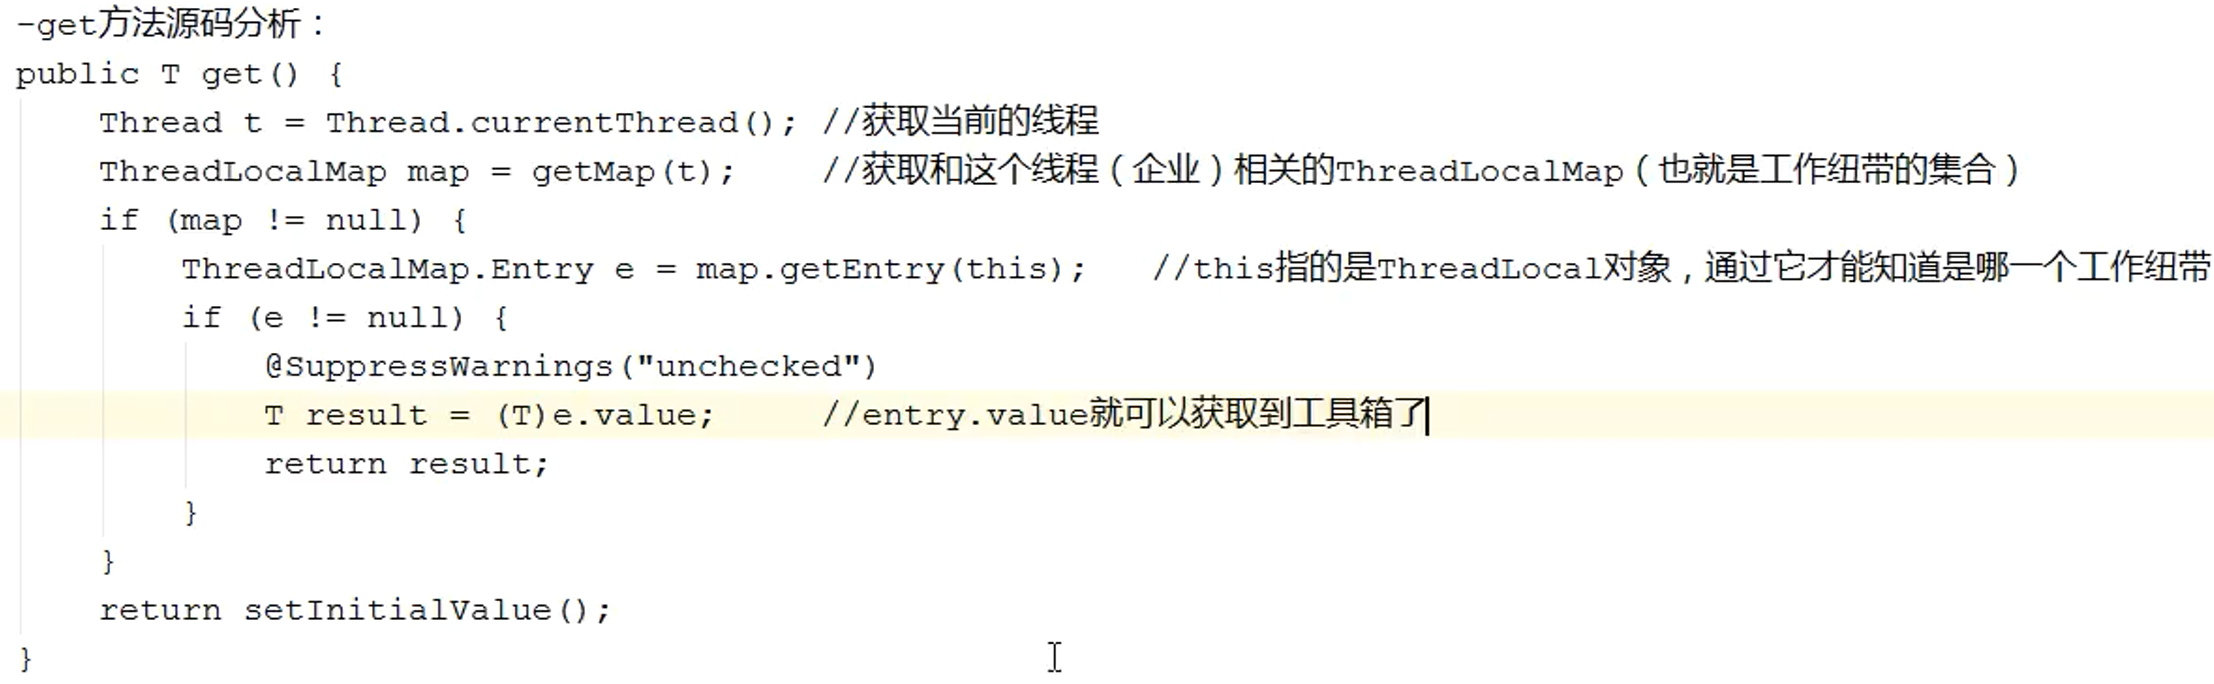 -get方法源码分析：
public T get() {
    Thread t = Thread.currentThread(); //获取当前的线程
    ThreadLocalMap map = getMap(t);    //获取和这个线程（企业）相关的ThreadLocalMap（也就是工作纽带的集合）
    if (map != null) {
        ThreadLocalMap.Entry e = map.getEntry(this);   //this指的是ThreadLocal对象，通过它才能知道是哪一个工作纽带
        if (e != null) {
            @SuppressWarnings("unchecked")
            T result = (T)e.value;     //entry.value就可以获取到工具箱了
            return result;
        }
    }
    return setInitialValue();
}